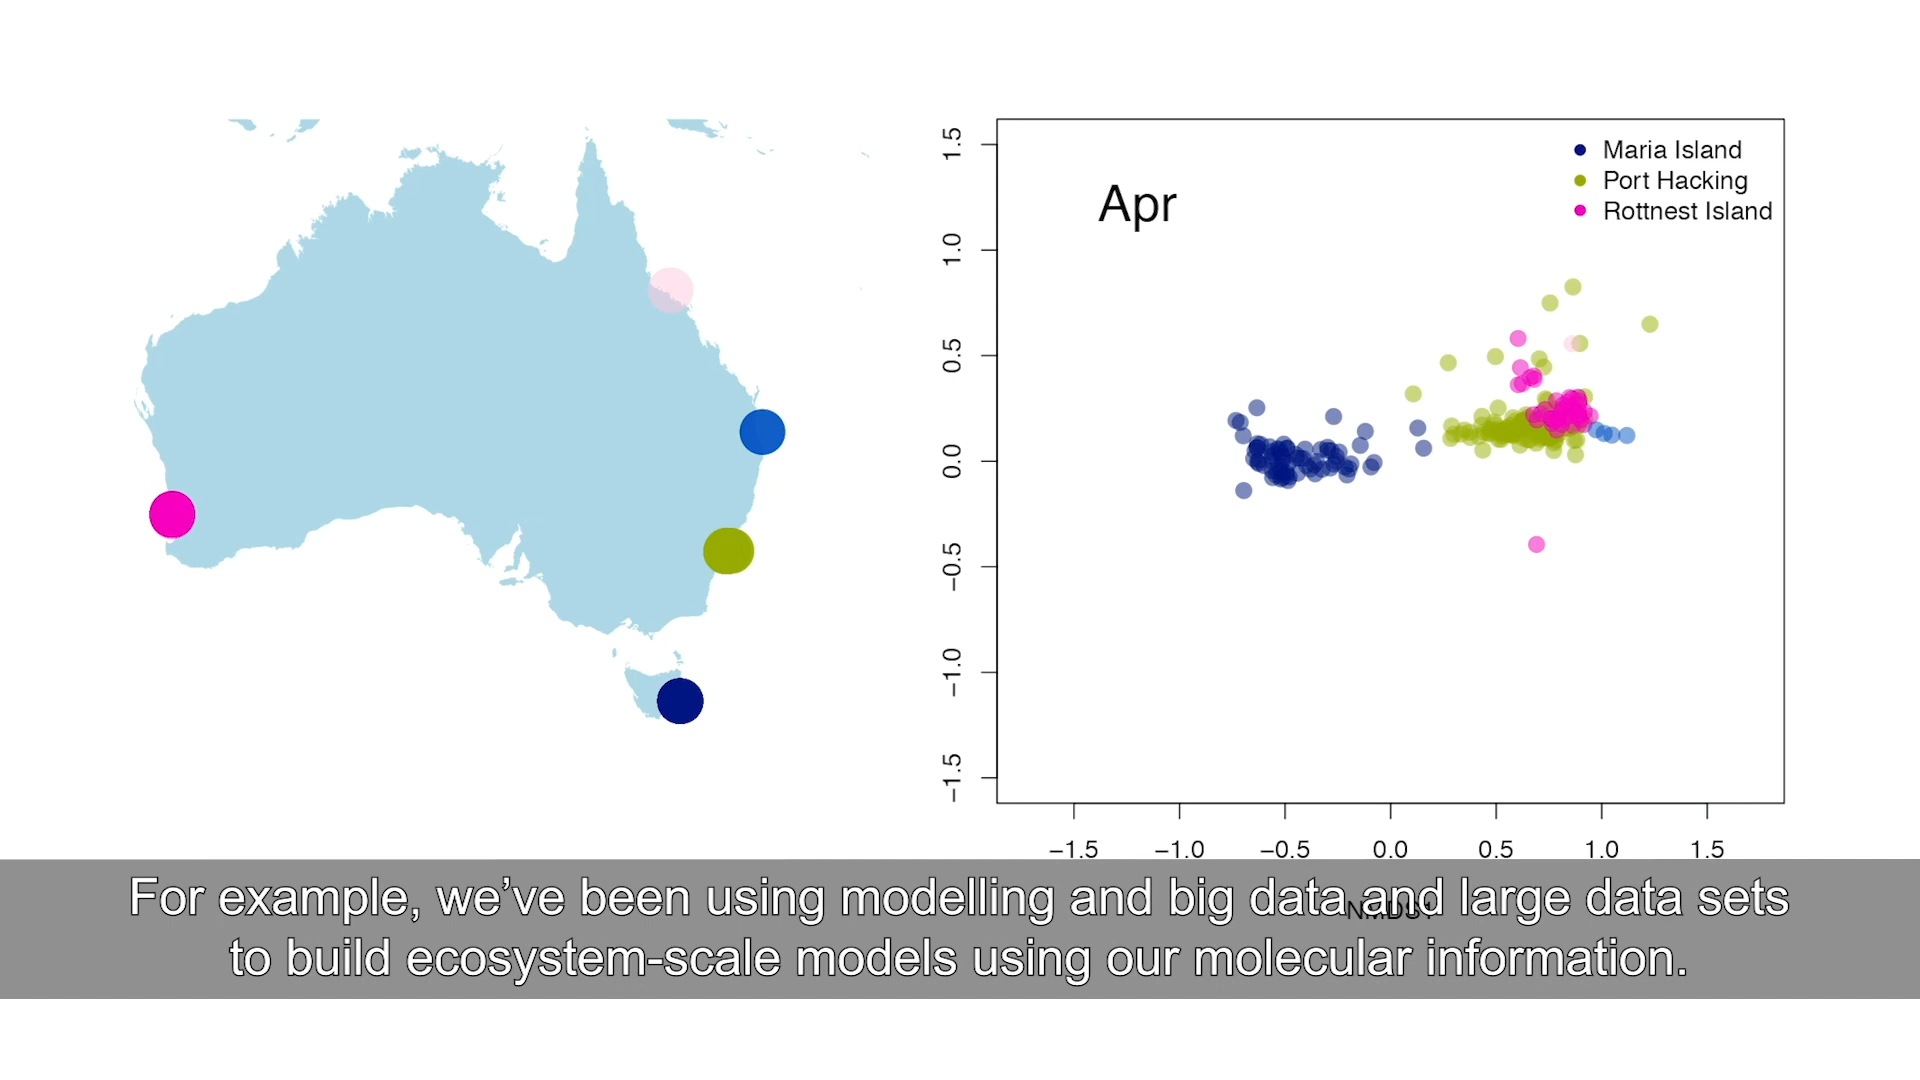 Apr
Maria Island
Port Hacking
Rottnest Island
1.5
1.0
0.5
0.0
−0.5
−1.0
−1.5
−1.5 −1.0 −0.5 0.0 0.5 1.0 1.5
NMDS1
For example, we’ve been using modelling and big data and large data sets
to build ecosystem-scale models using our molecular information.